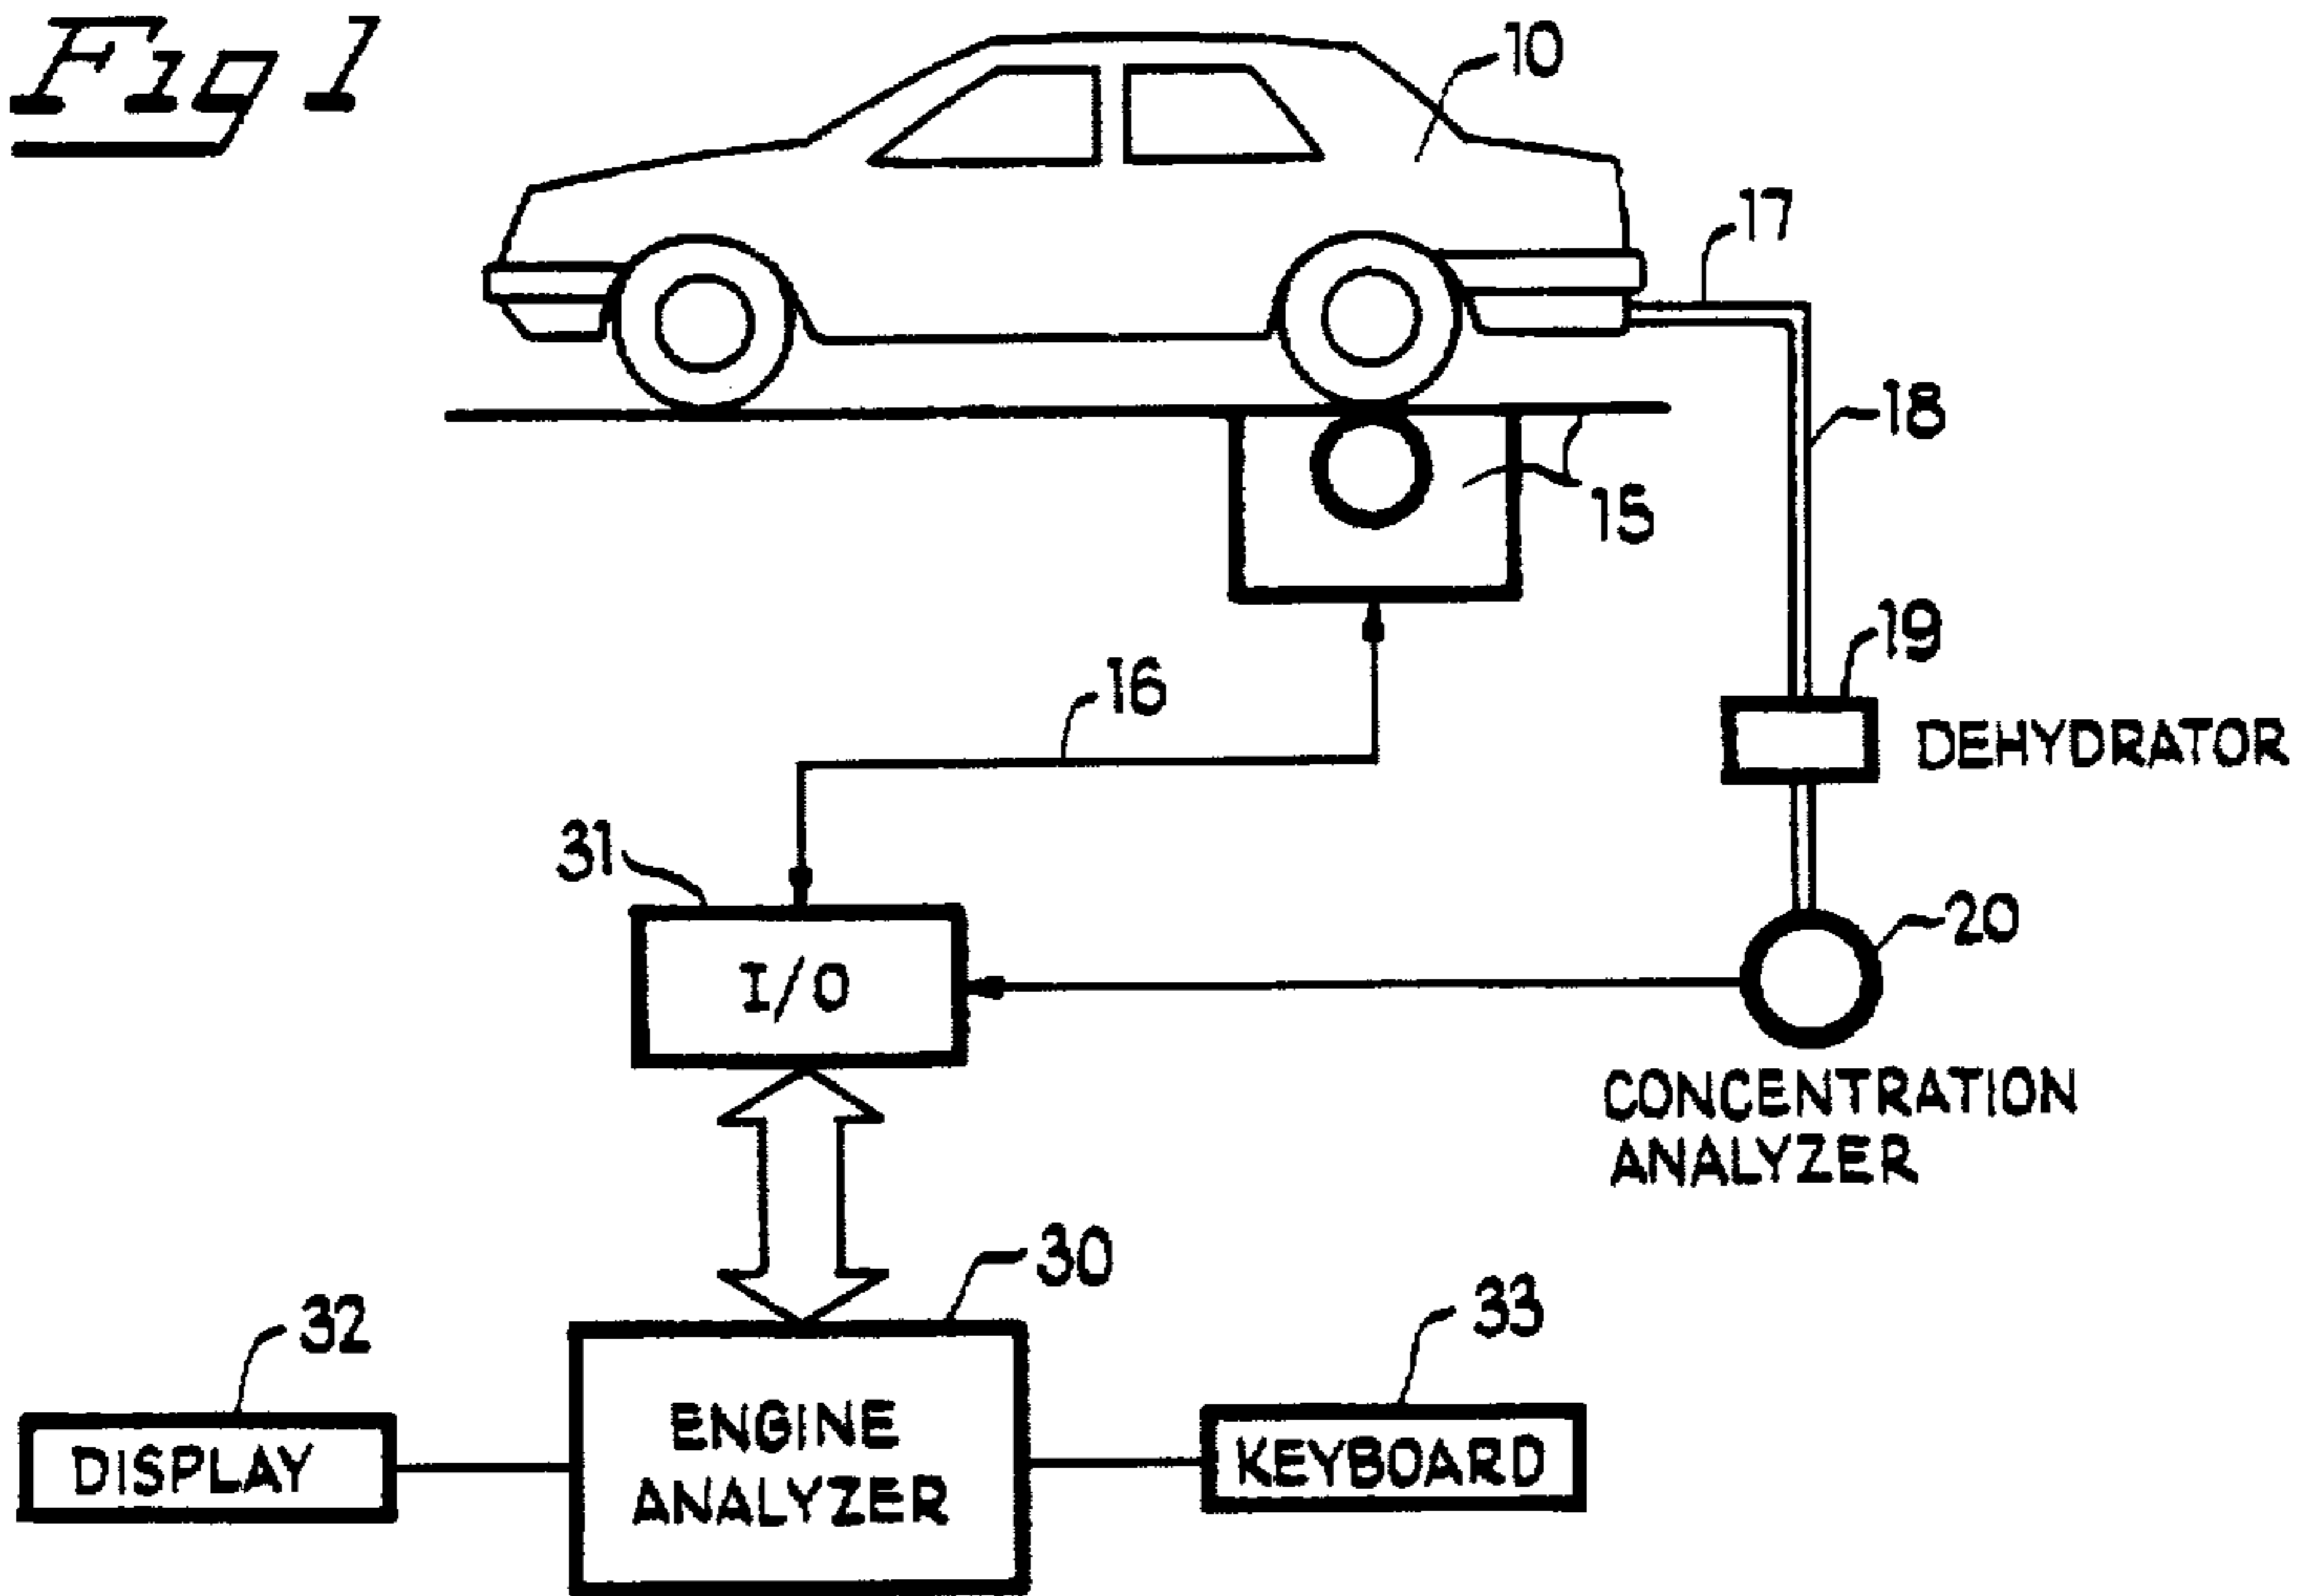 Fig 1
10
17
18
15
19
16
DEHYDRATOR
31
20
I/O
CONCENTRATION
ANALYZER
30
33
32
ENGINE
ANALYZER
DISPLAY
KEYBOARD